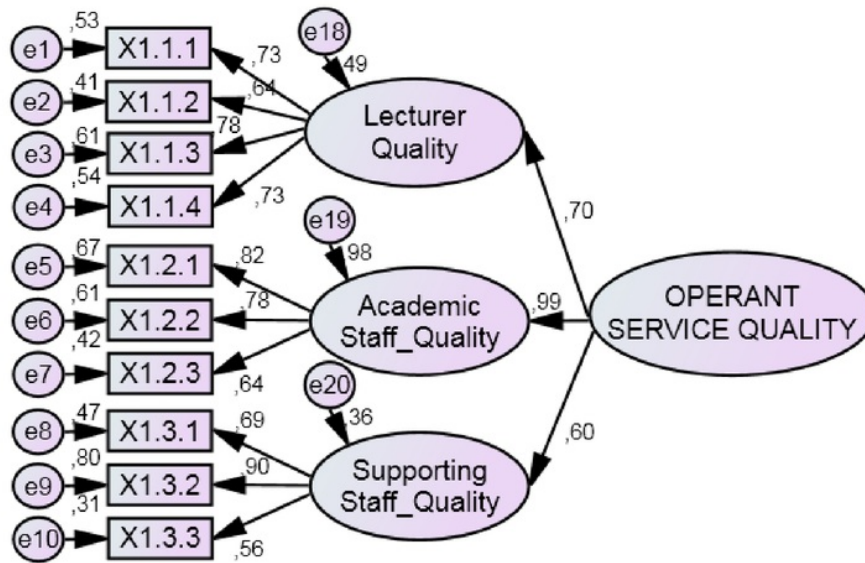 e1 ,53 X1.1.1 ,73
e2 ,41 X1.1.2 ,64
e3 ,61 X1.1.3 ,78
e4 ,54 X1.1.4 ,73
e18 ,49
Lecturer
Quality
,70
e5 ,67 X1.2.1 ,82
e6 ,61 X1.2.2 ,78
e7 ,42 X1.2.3 ,64
e19 ,98
Academic
Staff_Quality
,99
OPERANT
SERVICE QUALITY
e8 ,47 X1.3.1 ,69
e9 ,80 X1.3.2 ,90
e10 ,31 X1.3.3 ,56
e20 ,36
Supporting
Staff_Quality
,60